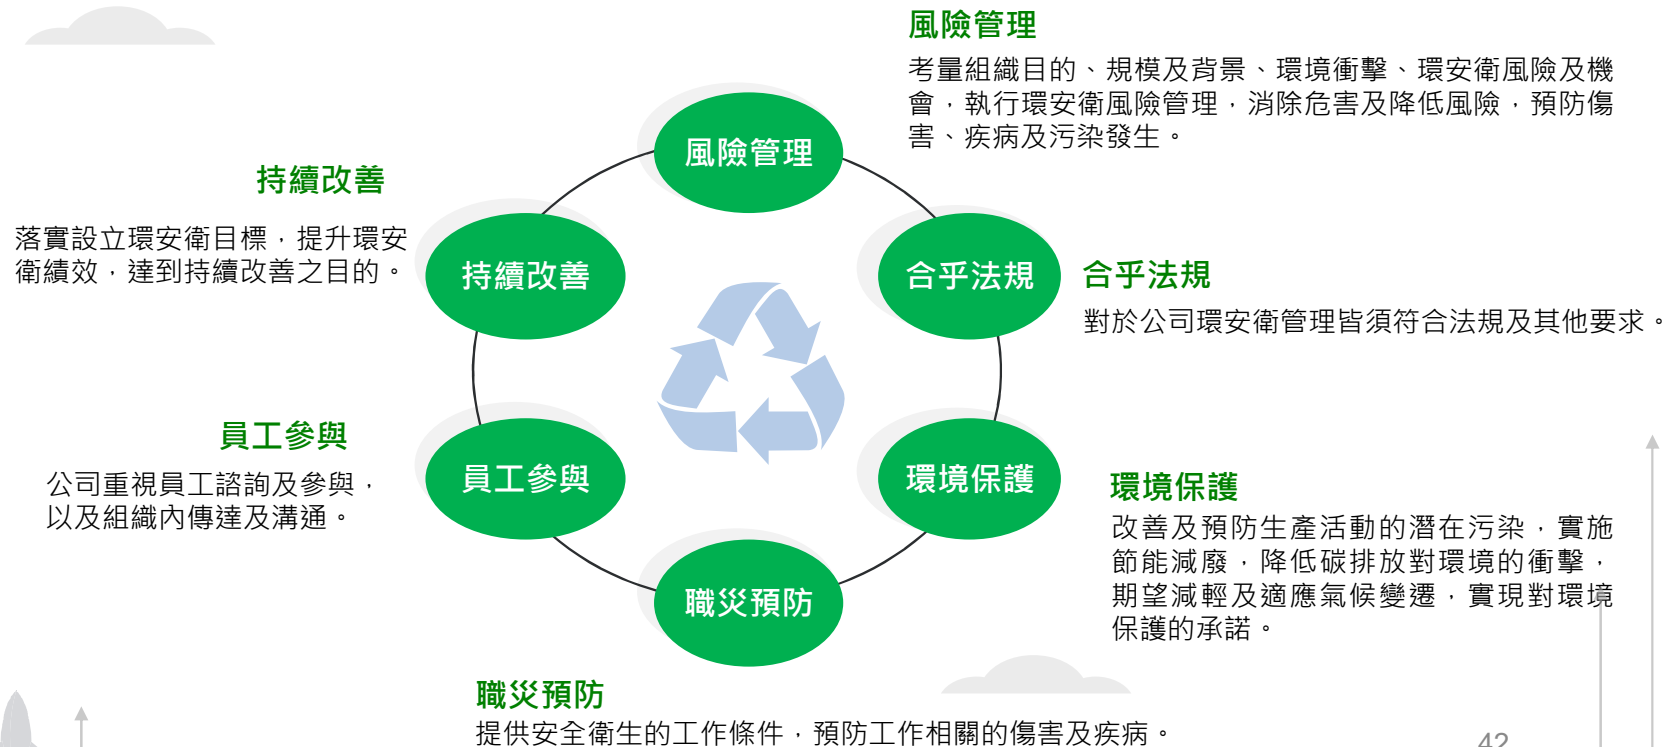 風險管理
考量組織目的、規模及背景、環境衝擊、環安衛風險及機
會，執行環安衛風險管理，消除危害及降低風險，預防傷
害、疾病及污染發生。
風險管理
持續改善
落實設立環安衛目標，提升環安
衛績效，達到持續改善之目的。
持續改善
合乎法規
合乎法規
對於公司環安衛管理皆須符合法規及其他要求。
員工參與
公司重視員工諮詢及參與，
以及組織內傳達及溝通。
員工參與
環境保護
環境保護
改善及預防生產活動的潛在污染，實施
節能減廢，降低碳排放對環境的衝擊，
期望減輕及適應氣候變遷，實現對環境
保護的承諾。
職災預防
職災預防
提供安全衛生的工作條件，預防工作相關的傷害及疾病。
42